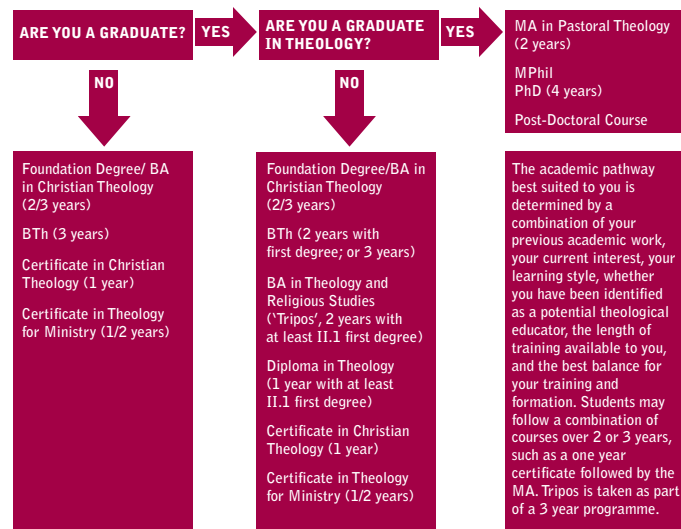 ARE YOU A GRADUATE?
YES
ARE YOU A GRADUATE
IN THEOLOGY?
YES
MA in Pastoral Theology
(2 years)
MPhil
PhD (4 years)
Post-Doctoral Course
NO
NO
Foundation Degree/ BA
in Christian Theology
(2/3 years)
BTh (3 years)
Certificate in Christian
Theology (1 year)
Certificate in Theology
for Ministry (1/2 years)
Foundation Degree/BA in
Christian Theology
(2/3 years)
BTh (2 years with
first degree; or 3 years)
BA in Theology and
Religious Studies
(‘Tripos’, 2 years with
at least II.1 first degree)
Diploma in Theology
(1 year with at least
II.1 first degree)
Certificate in Christian
Theology (1 year)
Certificate in Theology
for Ministry (1/2 years)
The academic pathway
best suited to you is
determined by a
combination of your
previous academic work,
your current interest, your
learning style, whether
you have been identified
as a potential theological
educator, the length of
training available to you,
and the best balance for
your training and
formation. Students may
follow a combination of
courses over 2 or 3 years,
such as a one year
certificate followed by the
MA. Tripos is taken as part
of a 3 year programme.